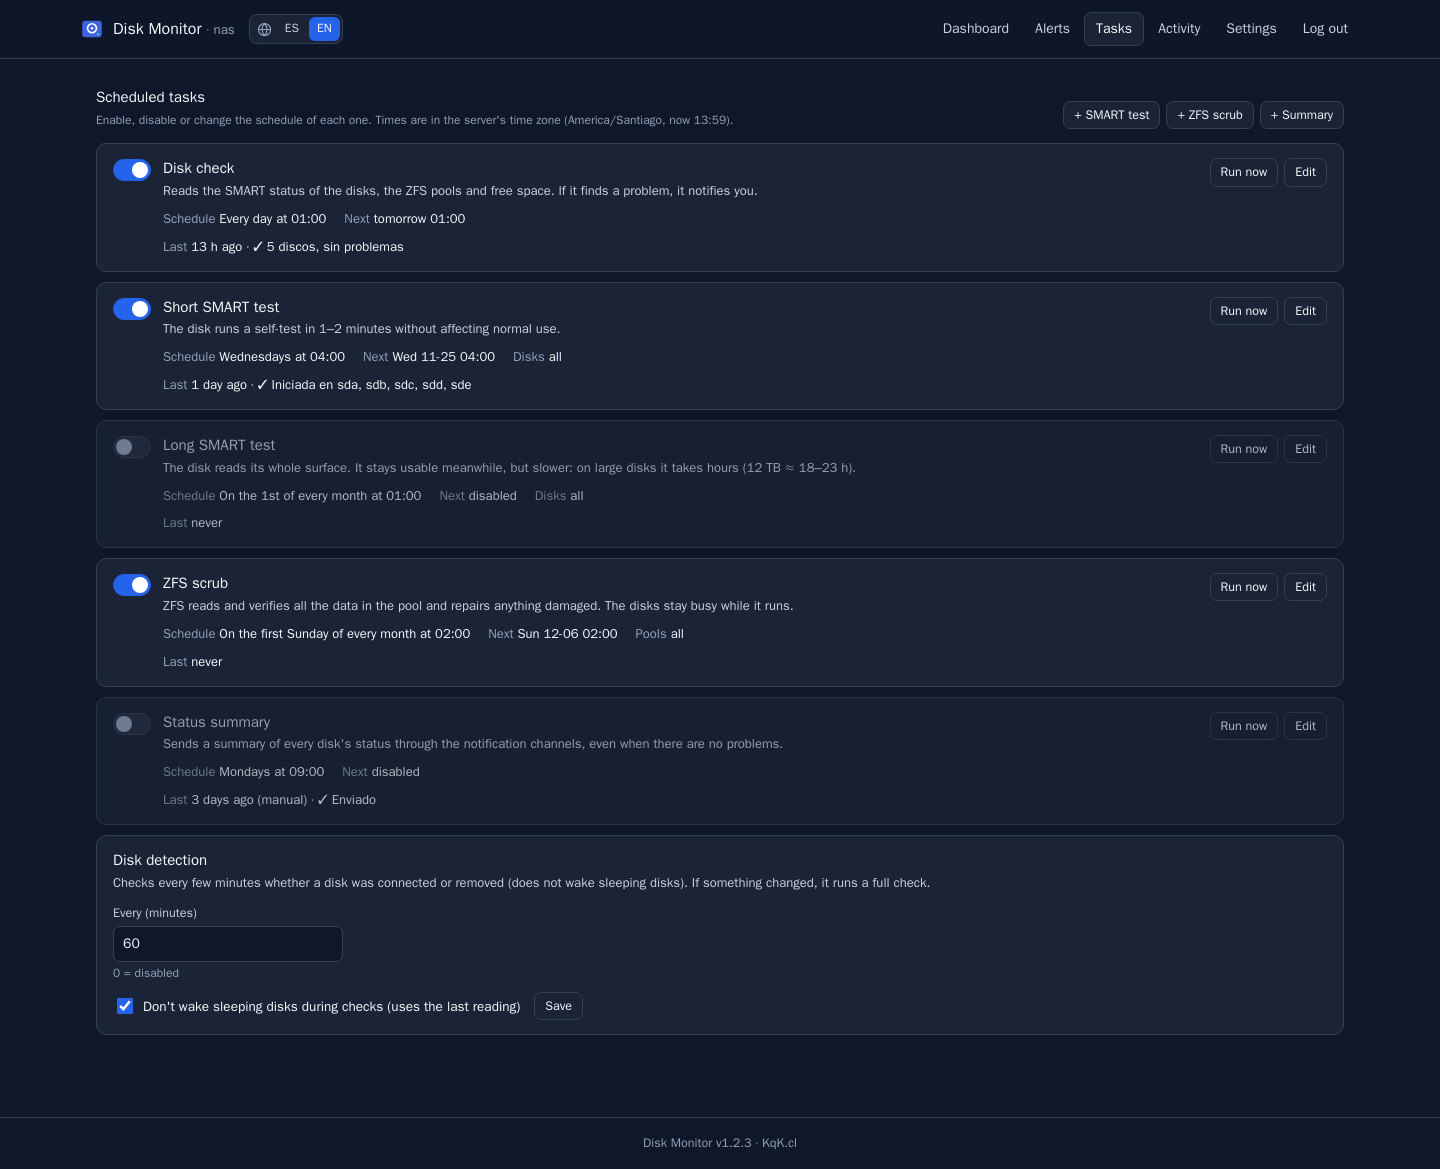 Disk Monitor · nas ES EN Dashboard Alerts Tasks Activity Settings Log out
Scheduled tasks
Enable, disable or change the schedule of each one. Times are in the server's time zone (America/Santiago, now 13:59).
+ SMART test + ZFS scrub + Summary
Disk check
Run now Edit
Reads the SMART status of the disks, the ZFS pools and free space. If it finds a problem, it notifies you.
Schedule Every day at 01:00 Next tomorrow 01:00
Last 13 h ago · ✓ 5 discos, sin problemas
Short SMART test
Run now Edit
The disk runs a self-test in 1–2 minutes without affecting normal use.
Schedule Wednesdays at 04:00 Next Wed 11-25 04:00 Disks all
Last 1 day ago · ✓ Iniciada en sda, sdb, sdc, sdd, sde
Long SMART test
Run now Edit
The disk reads its whole surface. It stays usable meanwhile, but slower: on large disks it takes hours (12 TB ≈ 18–23 h).
Schedule On the 1st of every month at 01:00 Next disabled Disks all
Last never
ZFS scrub
Run now Edit
ZFS reads and verifies all the data in the pool and repairs anything damaged. The disks stay busy while it runs.
Schedule On the first Sunday of every month at 02:00 Next Sun 12-06 02:00 Pools all
Last never
Status summary
Run now Edit
Sends a summary of every disk's status through the notification channels, even when there are no problems.
Schedule Mondays at 09:00 Next disabled
Last 3 days ago (manual) · ✓ Enviado
Disk detection
Checks every few minutes whether a disk was connected or removed (does not wake sleeping disks). If something changed, it runs a full check.
Every (minutes)
60
0 = disabled
Don't wake sleeping disks during checks (uses the last reading) Save
Disk Monitor v1.2.3 · KqK.cl